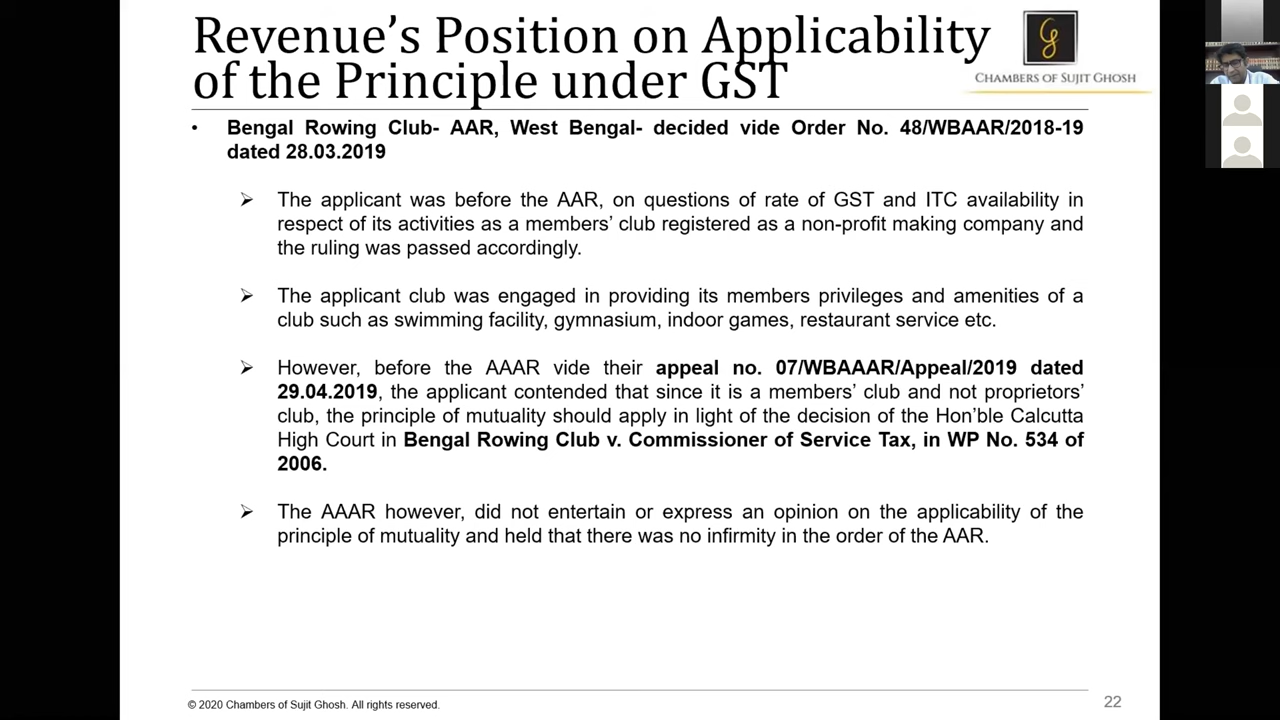 Revenue’s Position on Applicability
of the Principle under GST
CHAMBERS OF SUJIT GHOSH
• Bengal Rowing Club- AAR, West Bengal- decided vide Order No. 48/WBAAR/2018-19
dated 28.03.2019
➢ The applicant was before the AAR, on questions of rate of GST and ITC availability in
respect of its activities as a members’ club registered as a non-profit making company and
the ruling was passed accordingly.
➢ The applicant club was engaged in providing its members privileges and amenities of a
club such as swimming facility, gymnasium, indoor games, restaurant service etc.
➢ However, before the AAAR vide their appeal no. 07/WBAAAR/Appeal/2019 dated
29.04.2019, the applicant contended that since it is a members’ club and not proprietors’
club, the principle of mutuality should apply in light of the decision of the Hon’ble Calcutta
High Court in Bengal Rowing Club v. Commissioner of Service Tax, in WP No. 534 of
2006.
➢ The AAAR however, did not entertain or express an opinion on the applicability of the
principle of mutuality and held that there was no infirmity in the order of the AAR.
© 2020 Chambers of Sujit Ghosh. All rights reserved.
22